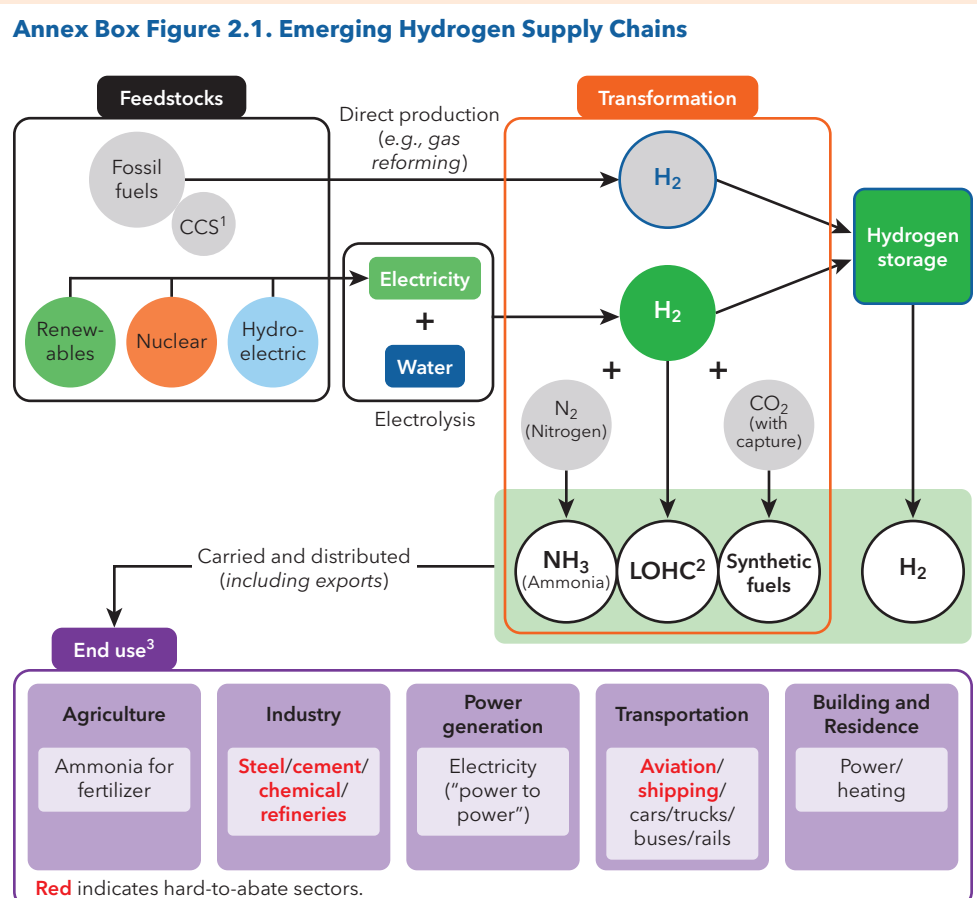 Annex Box Figure 2.1. Emerging Hydrogen Supply Chains
Feedstocks
Transformation
Direct production
(e.g., gas
reforming)
Fossil
fuels
CCS¹
H₂
Hydrogen
storage
Renew-
ables
Nuclear
Hydro-
electric
Electricity
+
Water
Electrolysis
H₂
+
+
N₂
(Nitrogen)
CO₂
(with
capture)
NH₃
(Ammonia)
LOHC²
Synthetic
fuels
H₂
Carried and distributed
(including exports)
End use³
Agriculture
Ammonia for
fertilizer
Industry
Steel/cement/
chemical/
refineries
Power
generation
Electricity
(“power to
power”)
Transportation
Aviation/
shipping/
cars/trucks/
buses/rails
Building and
Residence
Power/
heating
Red indicates hard-to-abate sectors.